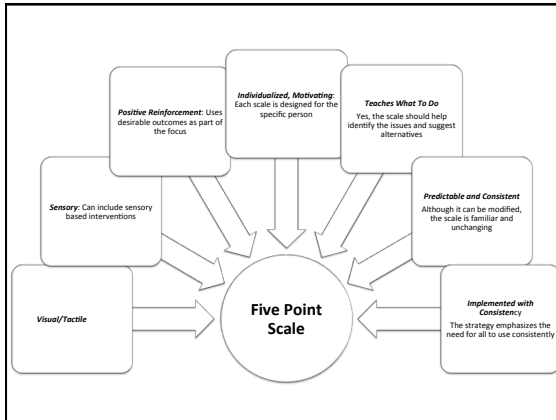 Visual/Tactile
Sensory: Can include sensory
based interventions
Positive Reinforcement: Uses
desirable outcomes as part of
the focus
Individualized, Motivating:
Each scale is designed for the
specific person
Teaches What To Do
Yes, the scale should help
identify the issues and suggest
alternatives
Predictable and Consistent
Although it can be modified,
the scale is familiar and
unchanging
Implemented with
Consistency
The strategy emphasizes the
need for all to use consistently
Five Point
Scale